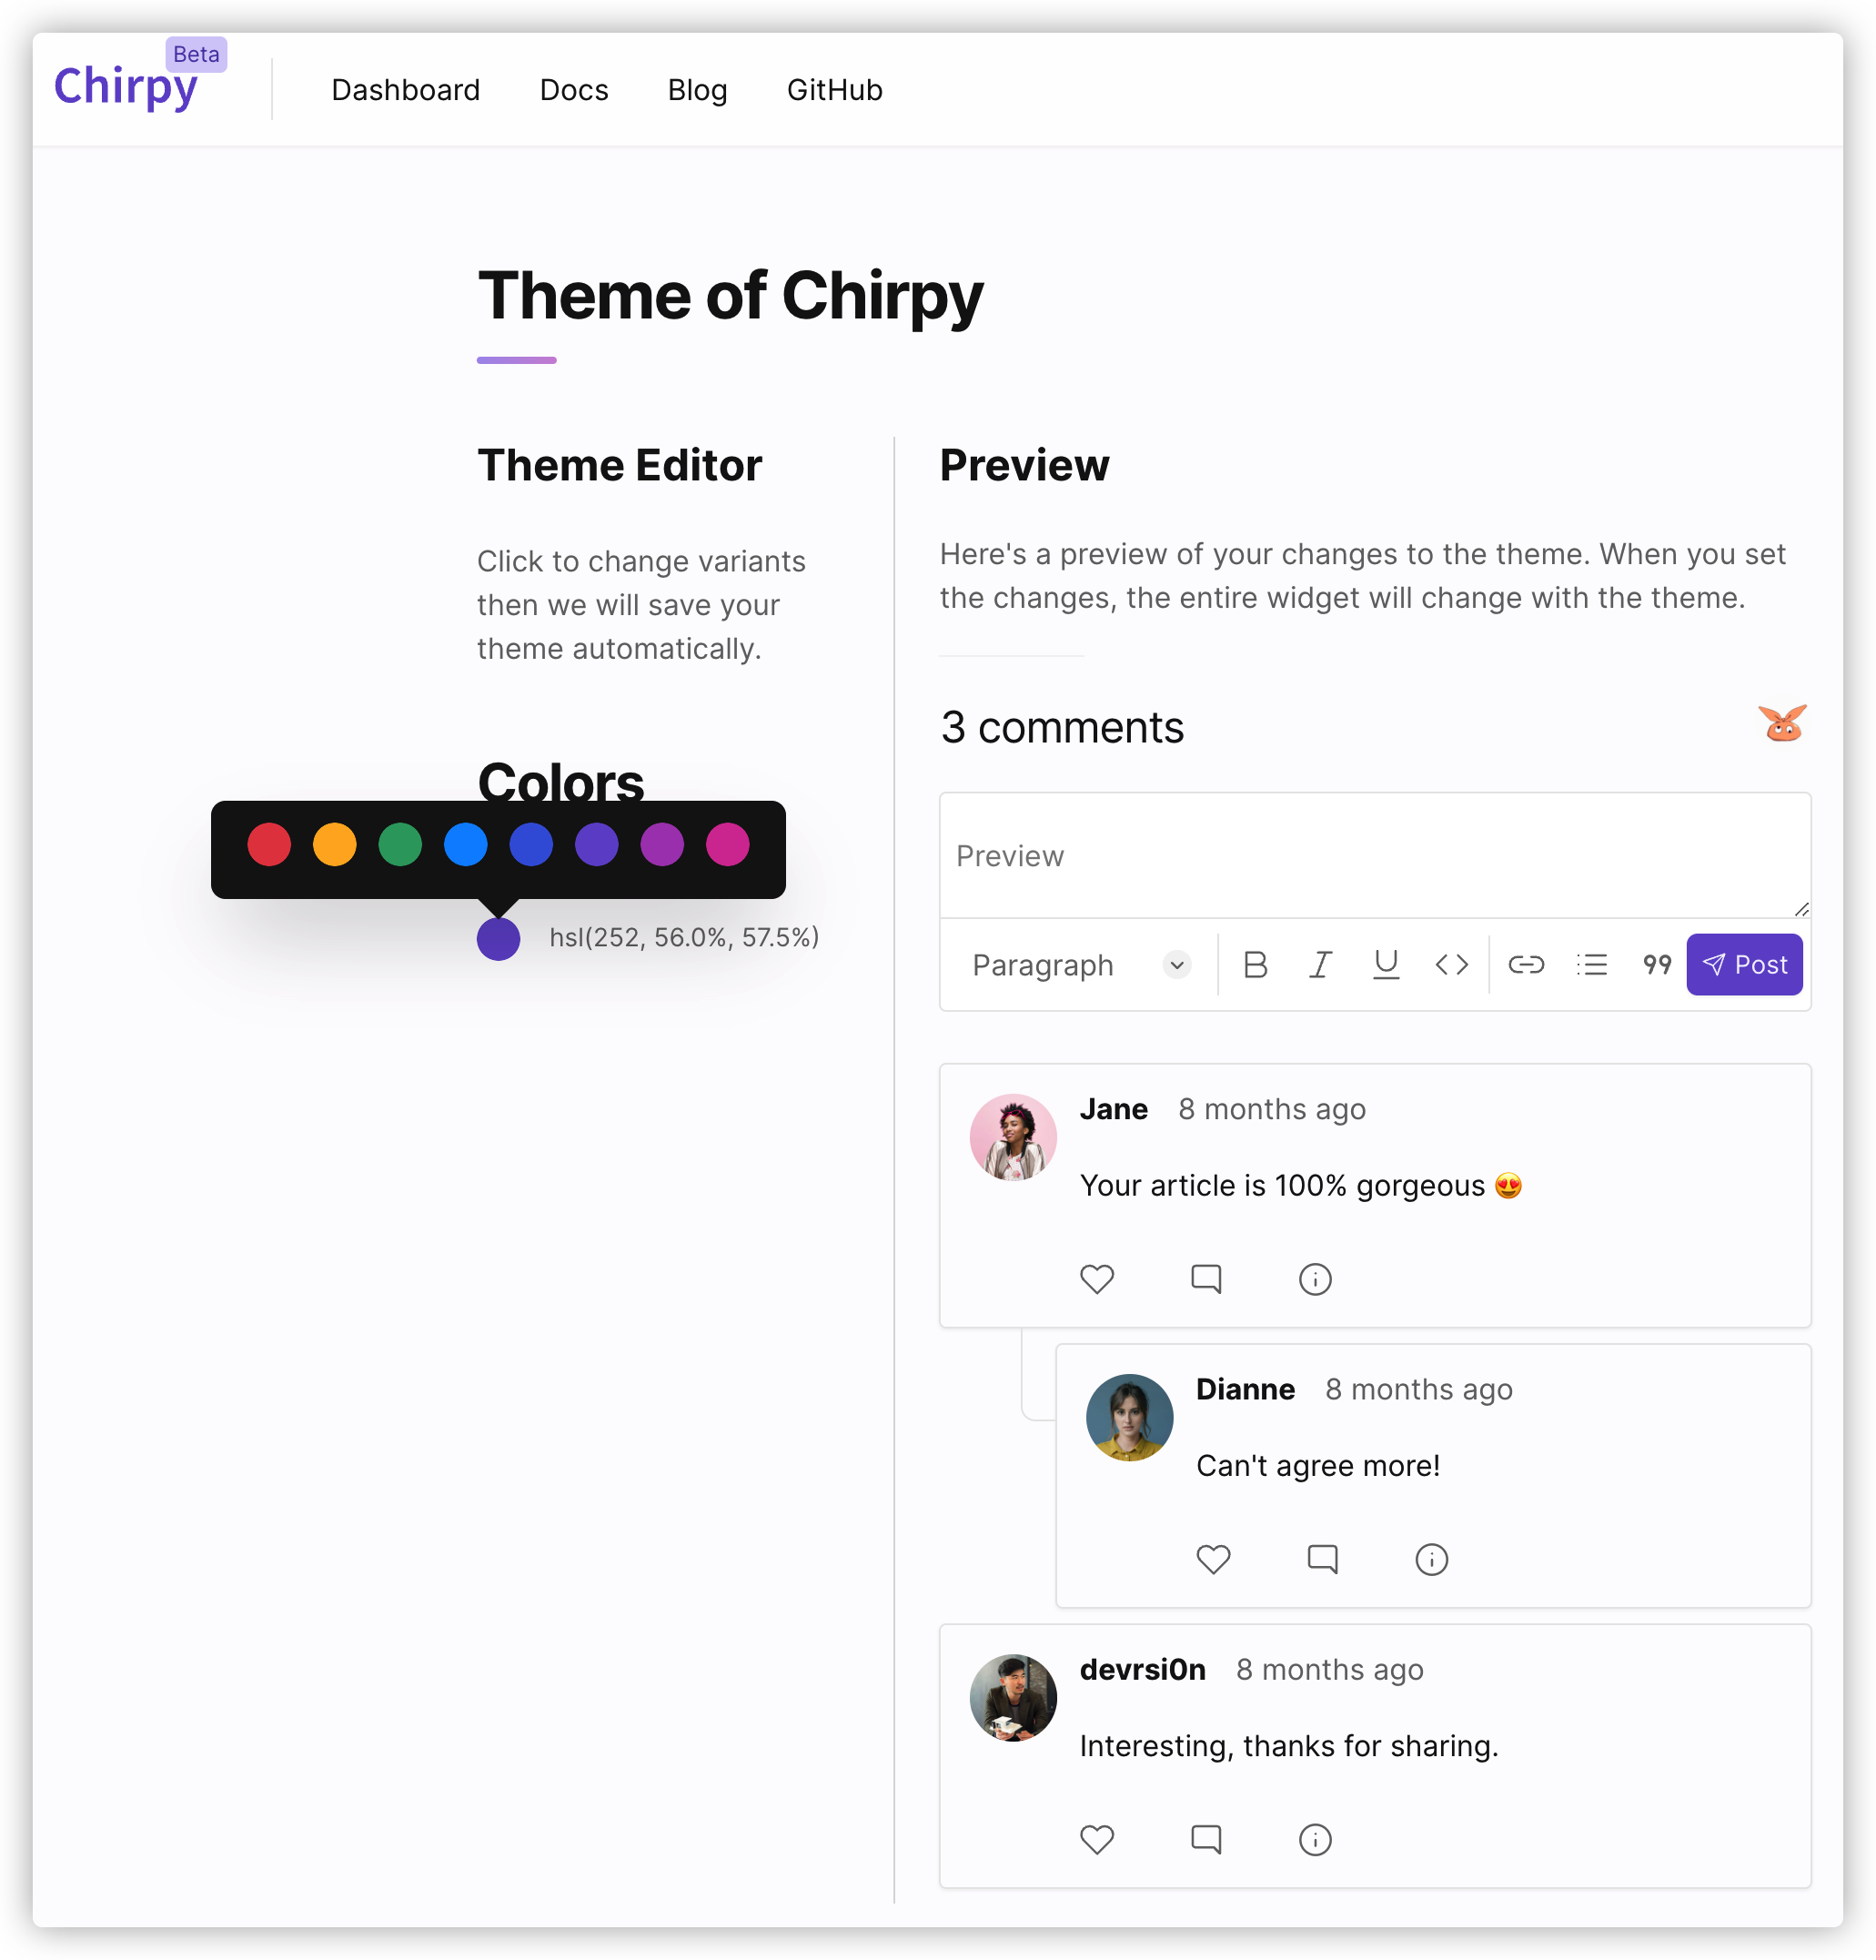 Chirpy
Beta
Dashboard
Docs
Blog
GitHub
Theme of Chirpy
Theme Editor
Click to change variants
then we will save your
theme automatically.
Colors
hsl(252, 56.0%, 57.5%)
Preview
Here's a preview of your changes to the theme. When you set
the changes, the entire widget will change with the theme.
3 comments
Preview
Paragraph
Post
Jane 8 months ago
Your article is 100% gorgeous 😍
Dianne 8 months ago
Can't agree more!
devrsi0n 8 months ago
Interesting, thanks for sharing.